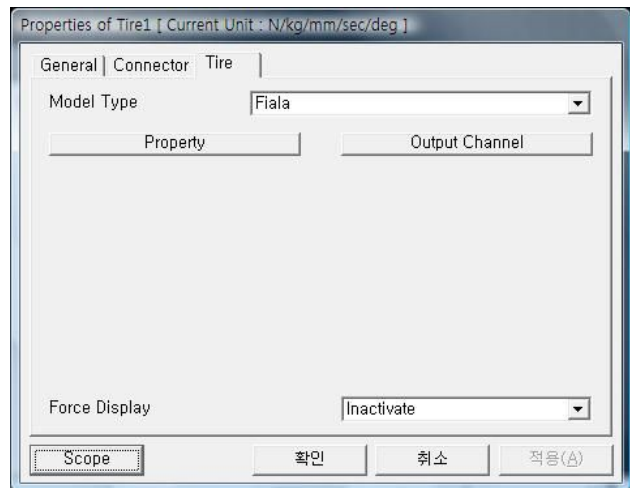 Properties of Tire1 [ Current Unit : N/kg/mm/sec/deg ]
General Connector Tire
Model Type Fiala
Property Output Channel
Force Display Inactivate
Scope 확인 취소 적용(A)